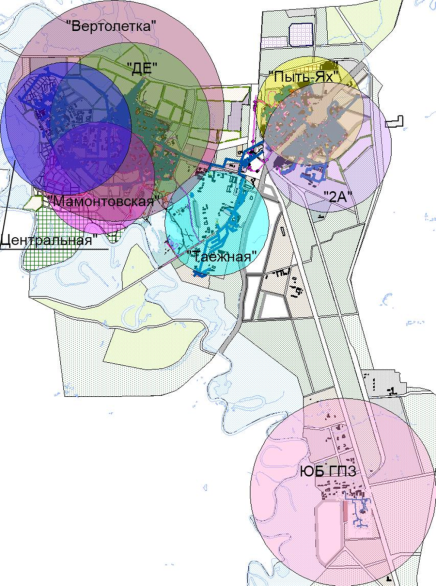 "Вертолетка"
"ДЕ"
"Пыть-Ях"
"Мамонтовская"
"2А"
Центральная"
"Таежная"
ЮБ ГПЗ